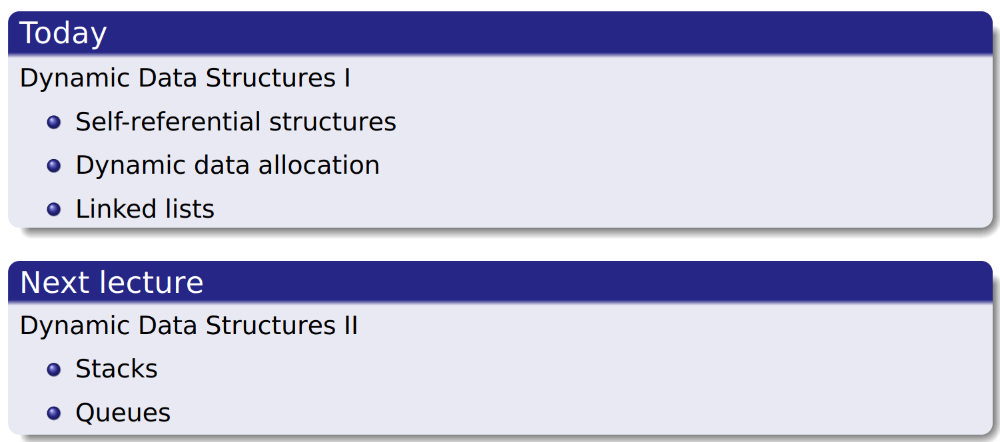 Today
Dynamic Data Structures I
Self-referential structures
Dynamic data allocation
Linked lists
Next lecture
Dynamic Data Structures II
Stacks
Queues